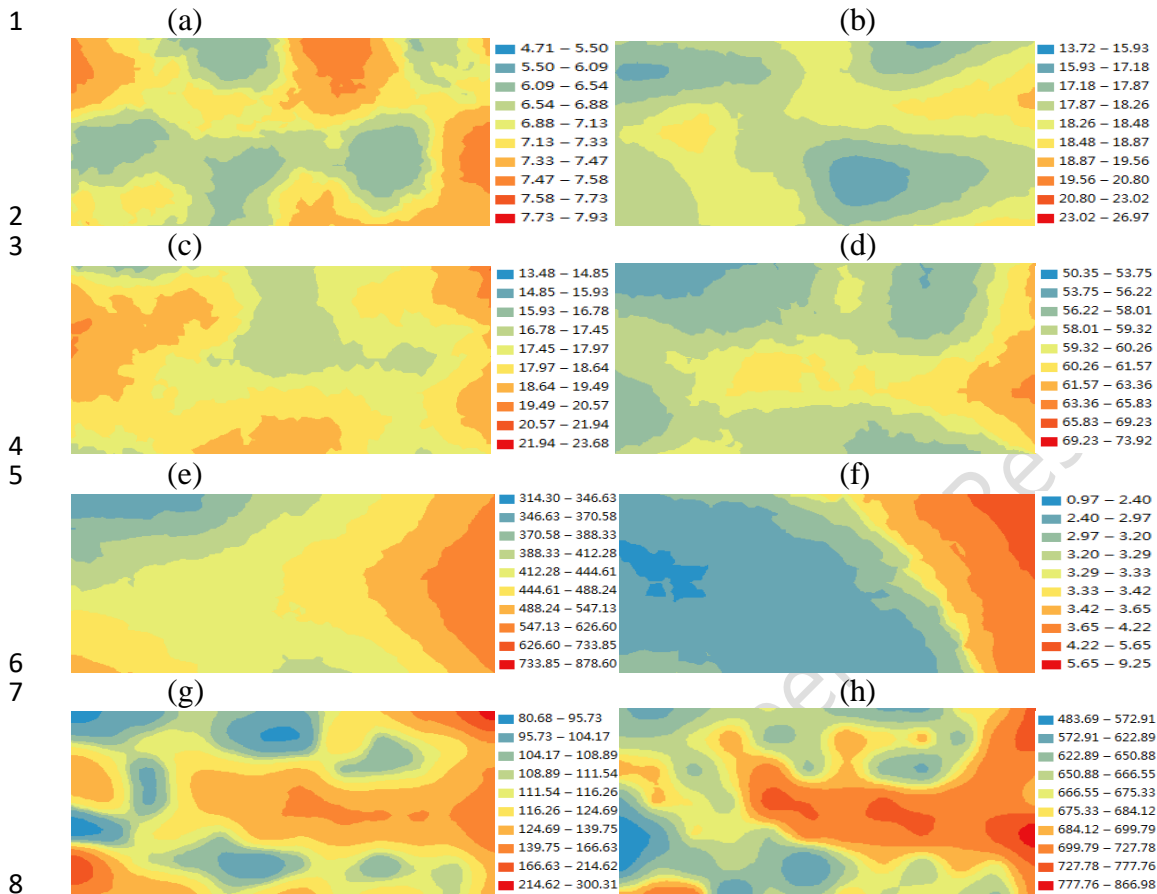 1 (a) (b)
4.71 – 5.50
5.50 – 6.09
6.09 – 6.54
6.54 – 6.88
6.88 – 7.13
7.13 – 7.33
7.33 – 7.47
7.47 – 7.58
7.58 – 7.73
7.73 – 7.93
13.72 – 15.93
15.93 – 17.18
17.18 – 17.87
17.87 – 18.26
18.26 – 18.48
18.48 – 18.87
18.87 – 19.56
19.56 – 20.80
20.80 – 23.02
23.02 – 26.97
2
3 (c) (d)
13.48 – 14.85
14.85 – 15.93
15.93 – 16.78
16.78 – 17.45
17.45 – 17.97
17.97 – 18.64
18.64 – 19.49
19.49 – 20.57
20.57 – 21.94
21.94 – 23.68
50.35 – 53.75
53.75 – 56.22
56.22 – 58.01
58.01 – 59.32
59.32 – 60.26
60.26 – 61.57
61.57 – 63.36
63.36 – 65.83
65.83 – 69.23
69.23 – 73.92
4
5 (e) (f)
314.30 – 346.63
346.63 – 370.58
370.58 – 388.33
388.33 – 412.28
412.28 – 444.61
444.61 – 488.24
488.24 – 547.13
547.13 – 626.60
626.60 – 733.85
733.85 – 878.60
0.97 – 2.40
2.40 – 2.97
2.97 – 3.20
3.20 – 3.29
3.29 – 3.33
3.33 – 3.42
3.42 – 3.65
3.65 – 4.22
4.22 – 5.65
5.65 – 9.25
6
7 (g) (h)
80.68 – 95.73
95.73 – 104.17
104.17 – 108.89
108.89 – 111.54
111.54 – 116.26
116.26 – 124.69
124.69 – 139.75
139.75 – 166.63
166.63 – 214.62
214.62 – 300.31
483.69 – 572.91
572.91 – 622.89
622.89 – 650.88
650.88 – 666.55
666.55 – 675.33
675.33 – 684.12
684.12 – 699.79
699.79 – 727.78
727.78 – 777.76
777.76 – 866.98
8